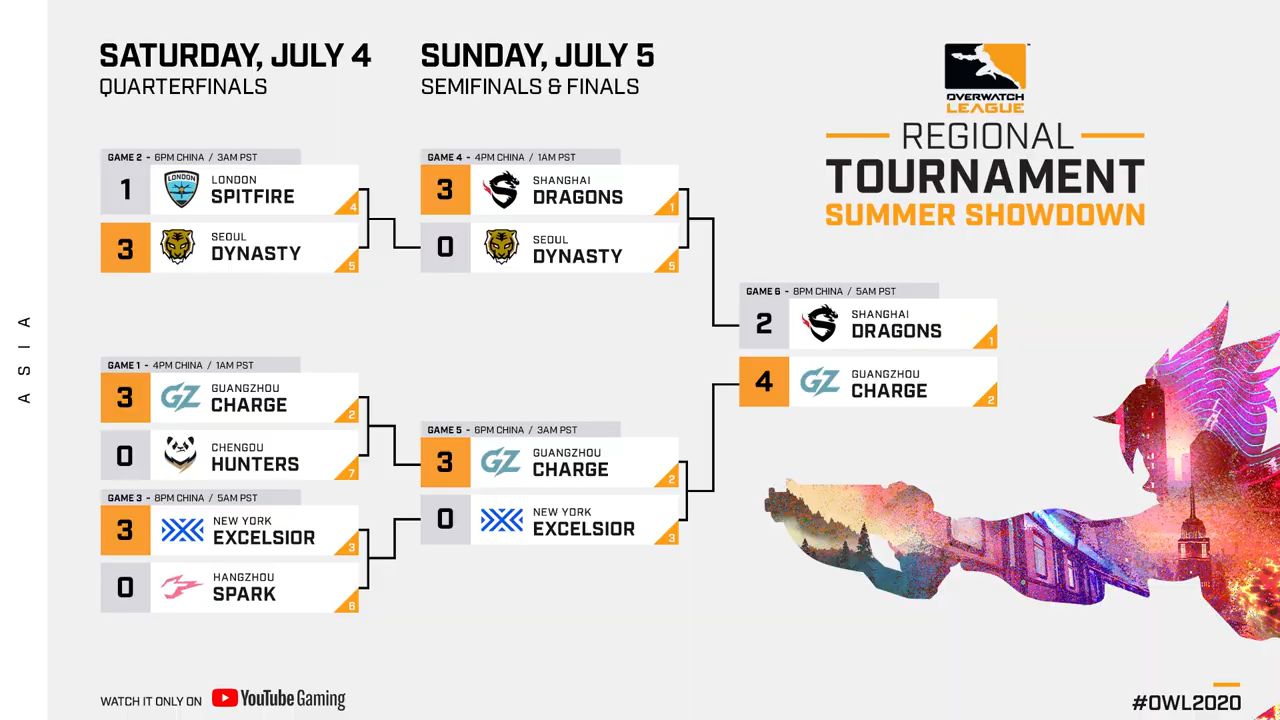 SATURDAY, JULY 4
QUARTERFINALS
SUNDAY, JULY 5
SEMIFINALS & FINALS
OVERWATCH
LEAGUE
REGIONAL
TOURNAMENT
SUMMER SHOWDOWN
ASIA
GAME 2 - 6PM CHINA / 3AM PST
1
LONDON
LONDON
SPITFIRE
4
3
SEOUL
DYNASTY
5
GAME 1 - 4PM CHINA / 1AM PST
3
GZ
GUANGZHOU
CHARGE
2
0
CHENGDU
HUNTERS
7
GAME 3 - 8PM CHINA / 5AM PST
3
NEW YORK
EXCELSIOR
3
0
HANGZHOU
SPARK
6
GAME 4 - 4PM CHINA / 1AM PST
3
SHANGHAI
DRAGONS
1
0
SEOUL
DYNASTY
5
GAME 5 - 6PM CHINA / 3AM PST
3
GZ
GUANGZHOU
CHARGE
2
0
NEW YORK
EXCELSIOR
3
GAME 6 - 8PM CHINA / 5AM PST
2
SHANGHAI
DRAGONS
1
4
GZ
GUANGZHOU
CHARGE
2
WATCH IT ONLY ON YouTube Gaming
#OWL2020